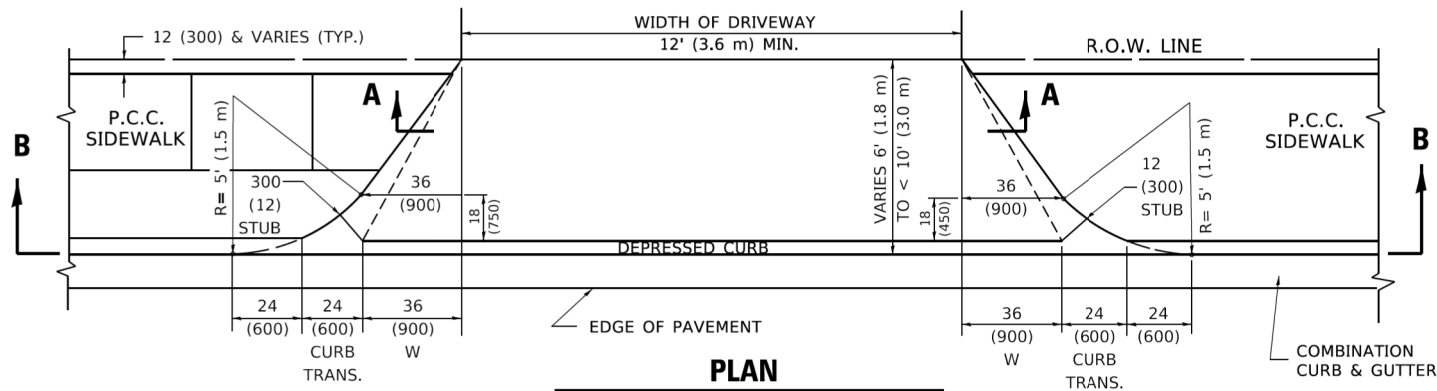 WIDTH OF DRIVEWAY
12' (3.6 m) MIN.
12 (300) & VARIES (TYP.)
R.O.W. LINE
A
A
P.C.C.
SIDEWALK
P.C.C.
SIDEWALK
B
B
R= 5' (1.5 m)
300
(12)
STUB
36
(900)
18
(750)
VARIES 6' (1.8 m)
TO < 10' (3.0 m)
36
(900)
18
(450)
12
(300)
STUB
R= 5' (1.5 m)
DEPRESSED CURB
24
(600)
24
(600)
CURB
TRANS.
36
(900)
W
EDGE OF PAVEMENT
36
(900)
W
24
(600)
CURB
TRANS.
24
(600)
COMBINATION
CURB & GUTTER
PLAN